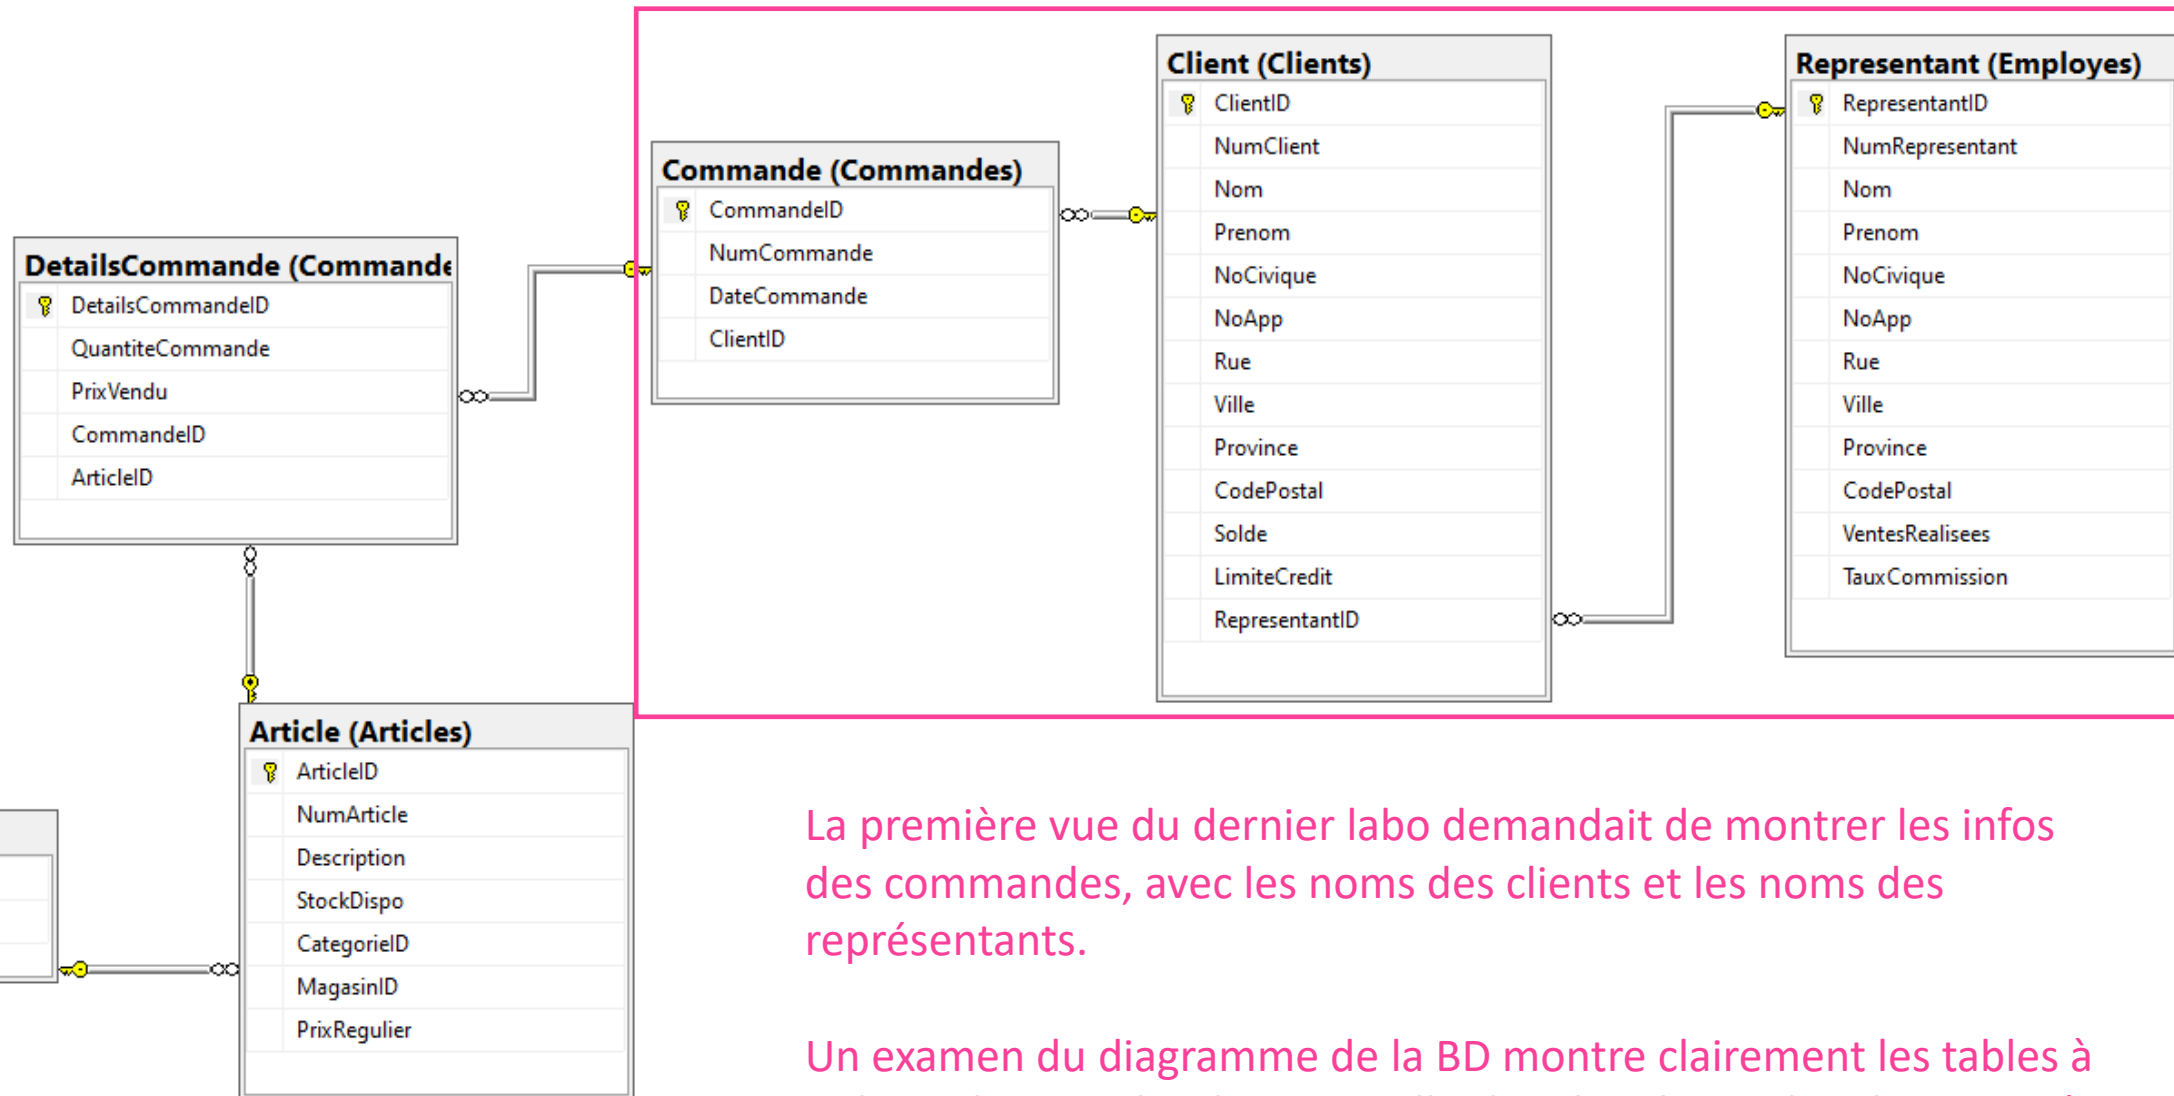 DetailsCommande (Commande
DetailsCommandeID
QuantiteCommande
PrixVendu
CommandeID
ArticleID
Commande (Commandes)
CommandeID
NumCommande
DateCommande
ClientID
Client (Clients)
ClientID
NumClient
Nom
Prenom
NoCivique
NoApp
Rue
Ville
Province
CodePostal
Solde
LimiteCredit
RepresentantID
Representant (Employes)
RepresentantID
NumRepresentant
Nom
Prenom
NoCivique
NoApp
Rue
Ville
Province
CodePostal
VentesRealisees
TauxCommission
Article (Articles)
ArticleID
NumArticle
Description
StockDispo
CategorieID
MagasinID
PrixRegulier
La première vue du dernier labo demandait de montrer les infos
des commandes, avec les noms des clients et les noms des
représentants.
Un examen du diagramme de la BD montre clairement les tables à